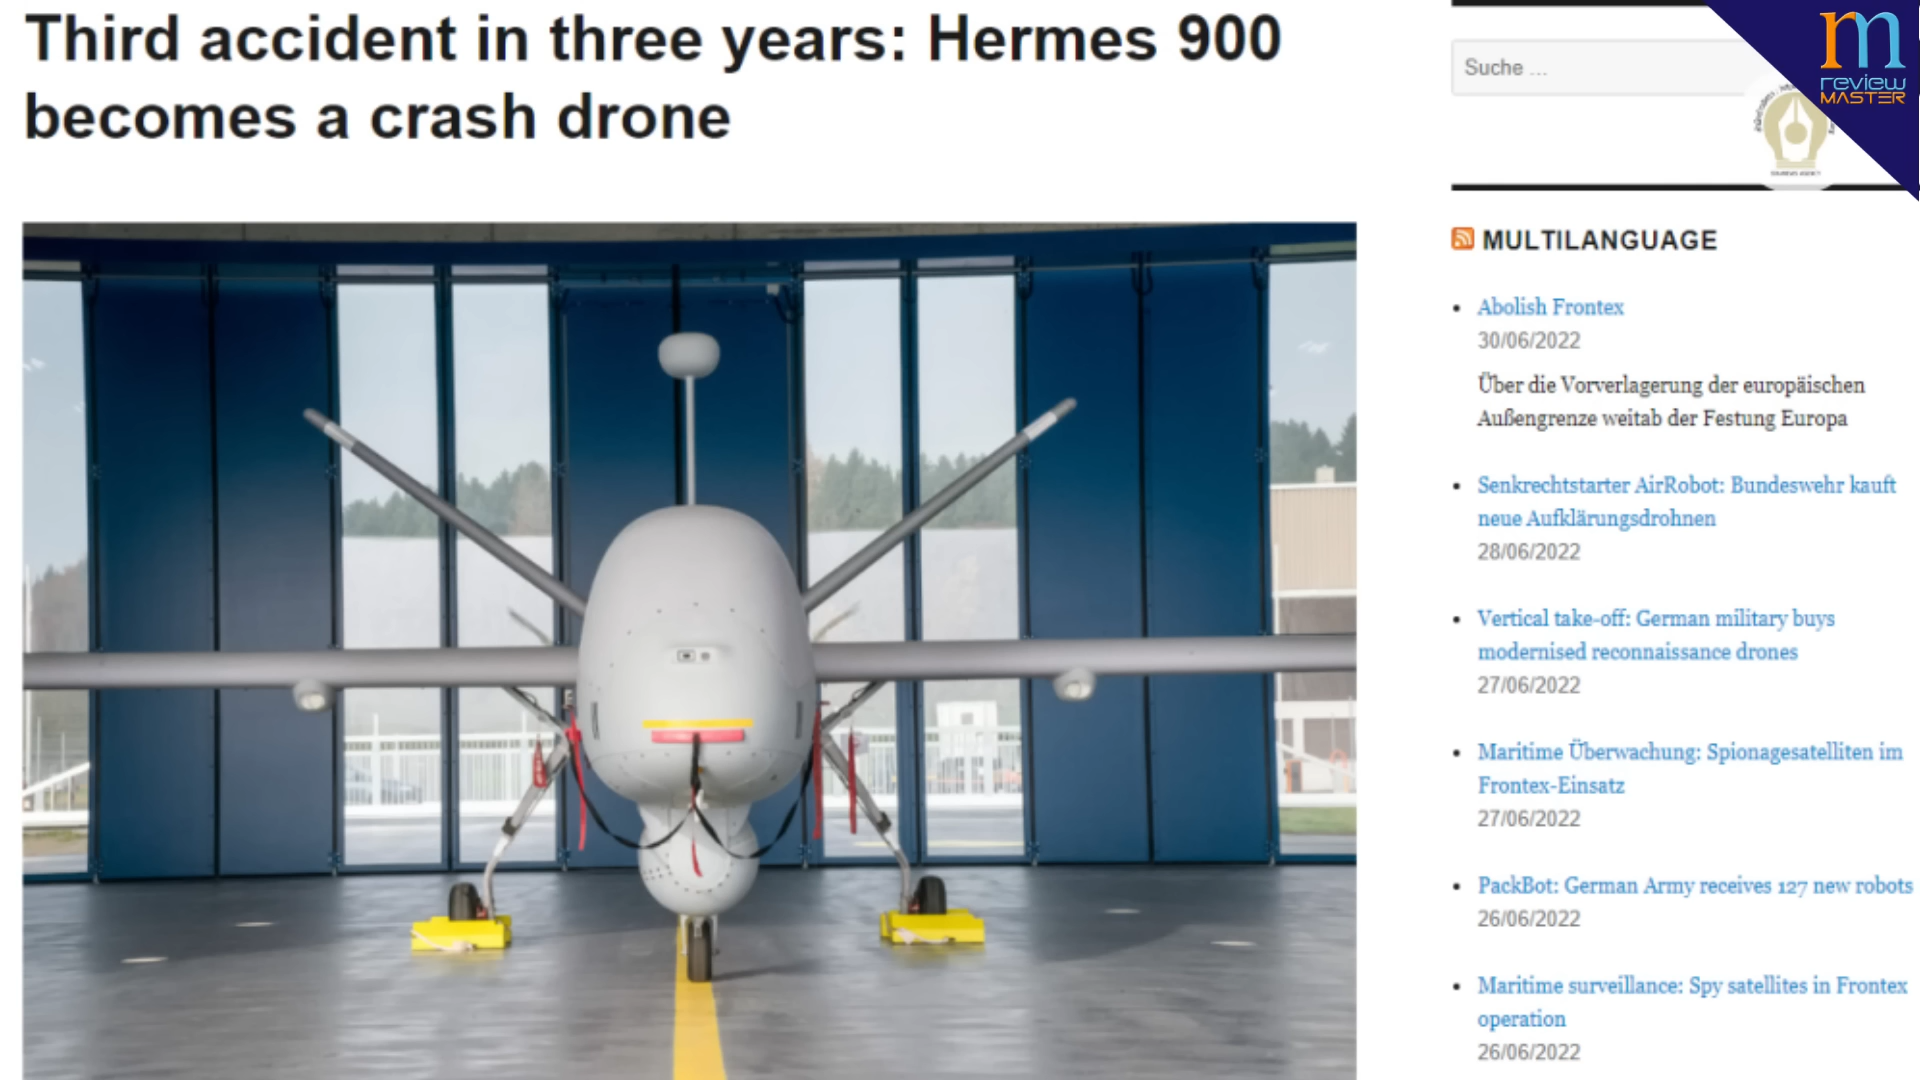 Third accident in three years: Hermes 900
becomes a crash drone
Suche ...
review
MASTER
MULTILANGUAGE
Abolish Frontex
30/06/2022
Über die Vorverlagerung der europäischen
Außengrenze weitab der Festung Europa
Senkrechtstarter AirRobot: Bundeswehr kauft
neue Aufklärungsdrohnen
28/06/2022
Vertical take-off: German military buys
modernised reconnaissance drones
27/06/2022
Maritime Überwachung: Spionagesatelliten im
Frontex-Einsatz
27/06/2022
PackBot: German Army receives 127 new robots
26/06/2022
Maritime surveillance: Spy satellites in Frontex
operation
26/06/2022